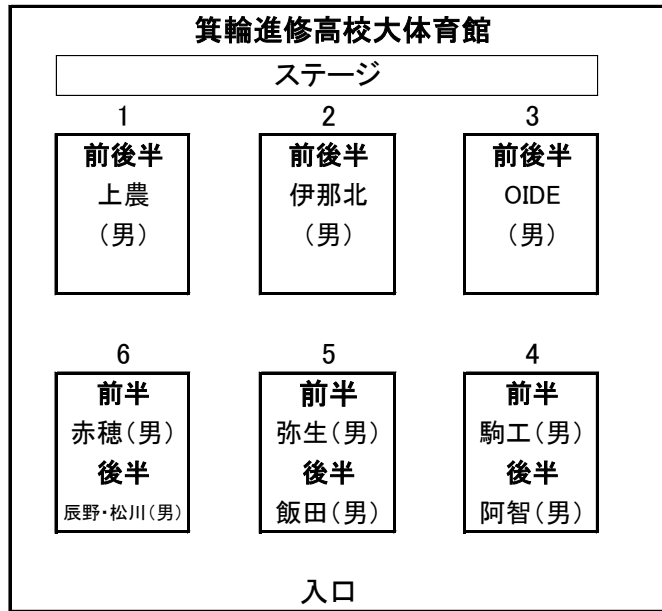 箕輪進修高校大体育館
ステージ
1
前後半
上農
（男）
2
前後半
伊那北
（男）
3
前後半
OIDE
（男）
6
前半
赤穂（男）
後半
辰野・松川（男）
5
前半
弥生（男）
後半
飯田（男）
4
前半
駒工（男）
後半
阿智（男）
入口